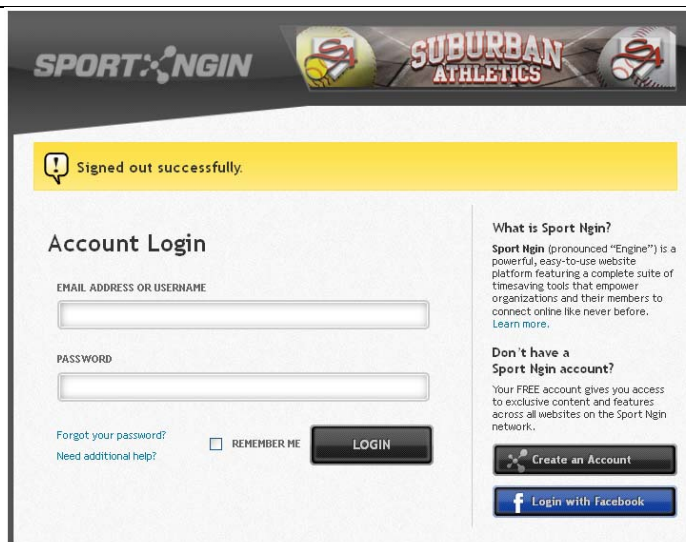 SPORT NGIN
SUBURBAN
ATHLETICS
Signed out successfully.
Account Login
EMAIL ADDRESS OR USERNAME
PASSWORD
Forgot your password?
Need additional help?
REMEMBER ME
LOGIN
What is Sport Ngin?
Sport Ngin (pronounced “Engine”) is a
powerful, easy-to-use website
platform featuring a complete suite of
timesaving tools that empower
organizations and their members to
connect online like never before.
Learn more.
Don't have a
Sport Ngin account?
Your FREE account gives you access
to exclusive content and features
across all websites on the Sport Ngin
network.
Create an Account
f Login with Facebook